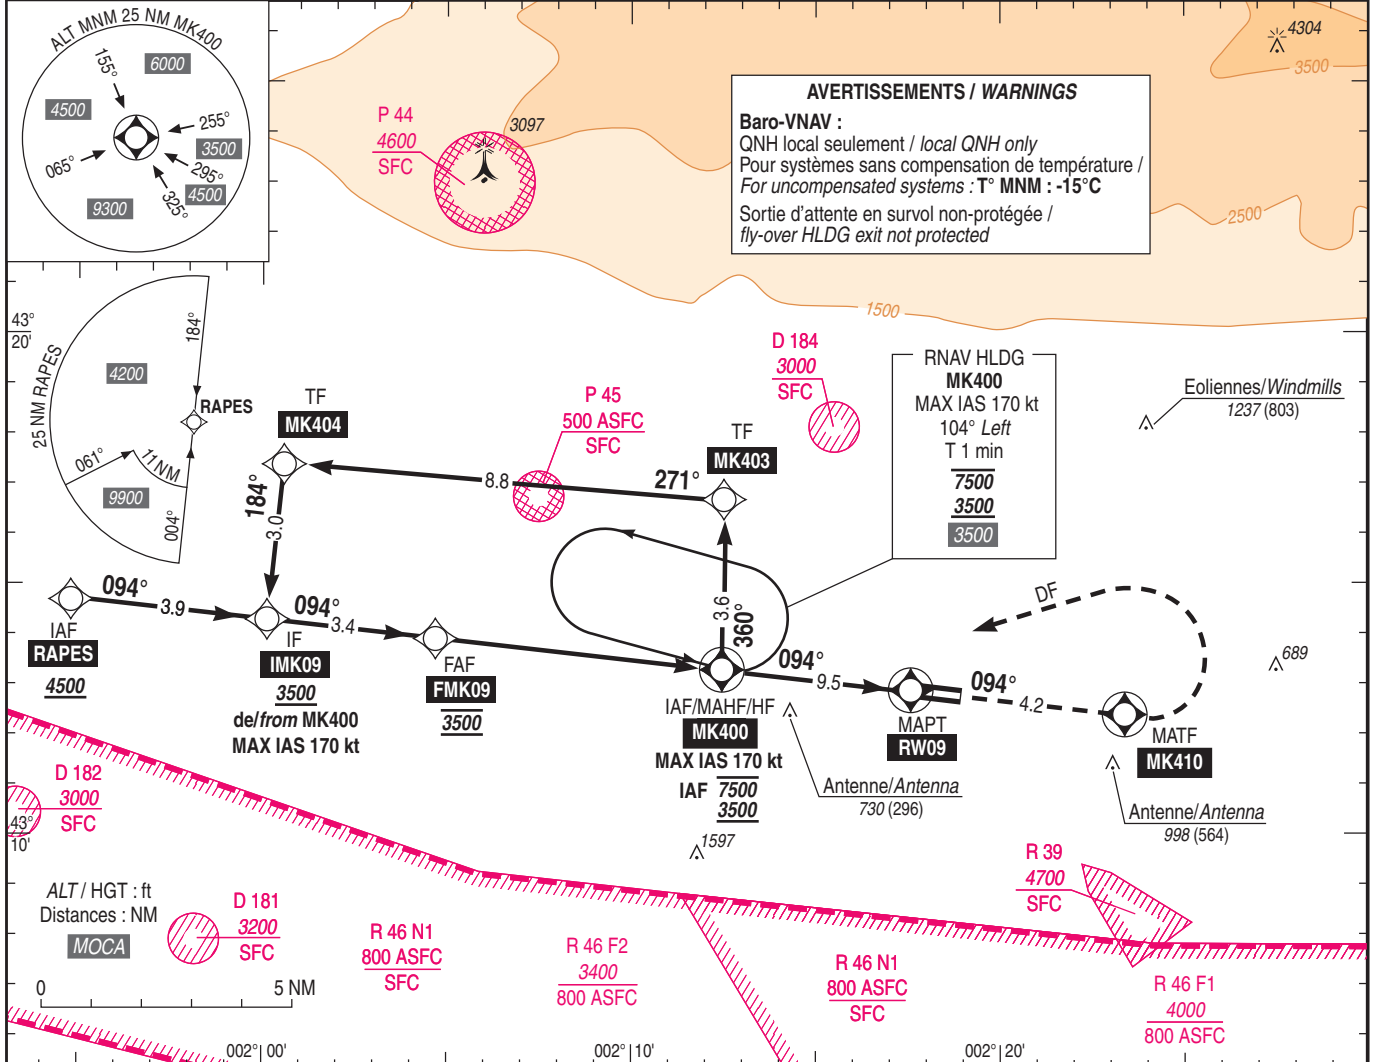 ALT MNM 25 NM MK400
155°
6000
4500
255°
3500
065°
295°
4500
325°
9300
P 44
4600
SFC
3097
4304
3500
2500
1500
AVERTISSEMENTS / WARNINGS
Baro-VNAV :
QNH local seulement / local QNH only
Pour systèmes sans compensation de température /
For uncompensated systems : T° MNM : -15°C
Sortie d'attente en survol non-protégée /
fly-over HLDG exit not protected
43°
20'
25 NM RAPES
184°
4200
RAPES
061°
11NM
9900
004°
TF
MK404
P 45
500 ASFC
SFC
D 184
3000
SFC
TF
MK403
RNAV HLDG
MK400
MAX IAS 170 kt
104° Left
T 1 min
7500
3500
3500
Eoliennes/Windmills
1237 (803)
184°
3.0
8.8
271°
3.6
360°
094°
3.9
094°
3.4
094°
9.5
094°
4.2
DF
689
IAF
RAPES
4500
IF
IMK09
3500
de/from MK400
MAX IAS 170 kt
FAF
FMK09
3500
IAF/MAHF/HF
MK400
MAX IAS 170 kt
IAF 7500
3500
MAPT
RW09
MATF
MK410
Antenne/Antenna
730 (296)
Antenne/Antenna
998 (564)
1597
D 182
3000
SFC
43°
10'
ALT / HGT : ft
Distances : NM
MOCA
0
5 NM
D 181
3200
SFC
R 46 N1
800 ASFC
SFC
R 46 F2
3400
800 ASFC
R 46 N1
800 ASFC
SFC
R 39
4700
SFC
R 46 F1
4000
800 ASFC
002° 00'
002° 10'
002° 20'